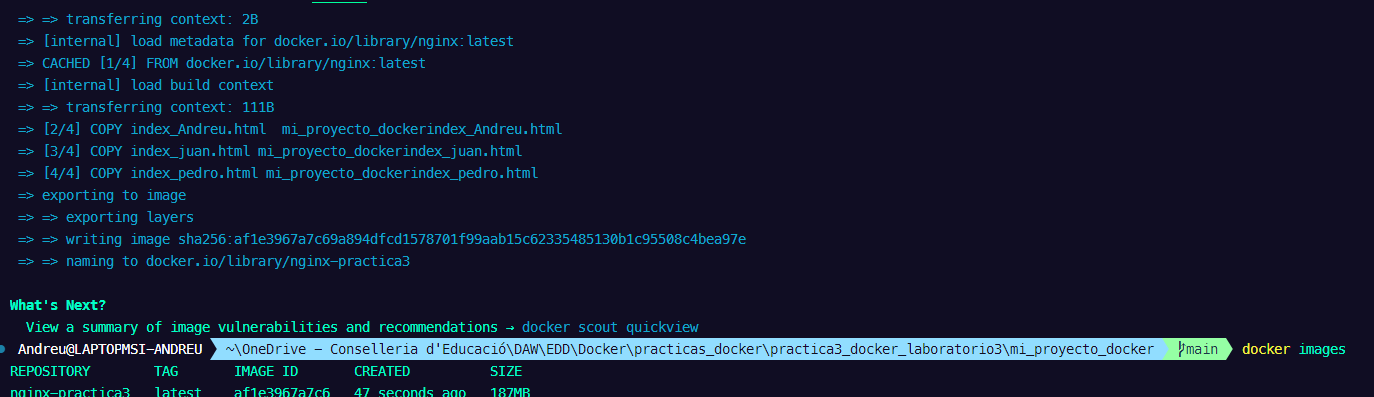 => => transferring context: 2B
=> [internal] load metadata for docker.io/library/nginx:latest
=> CACHED [1/4] FROM docker.io/library/nginx:latest
=> [internal] load build context
=> => transferring context: 111B
=> [2/4] COPY index_Andreu.html  mi_proyecto_dockerindex_Andreu.html
=> [3/4] COPY index_juan.html mi_proyecto_dockerindex_juan.html
=> [4/4] COPY index_pedro.html mi_proyecto_dockerindex_pedro.html
=> exporting to image
=> => exporting layers
=> => writing image sha256:af1e3967a7c69a894dfcd1578701f99aab15c62335485130b1c95508c4bea97e
=> => naming to docker.io/library/nginx-practica3
What's Next?
View a summary of image vulnerabilities and recommendations → docker scout quickview
Andreu@LAPTOPMSI-ANDREU ~\OneDrive - Conselleria d'Educació\DAW\EDD\Docker\practicas_docker\practica3_docker_laboratorio3\mi_proyecto_docker main docker images
REPOSITORY TAG IMAGE ID CREATED SIZE
nginx-practica3 latest af1e3967a7c6 47 seconds ago 187MB